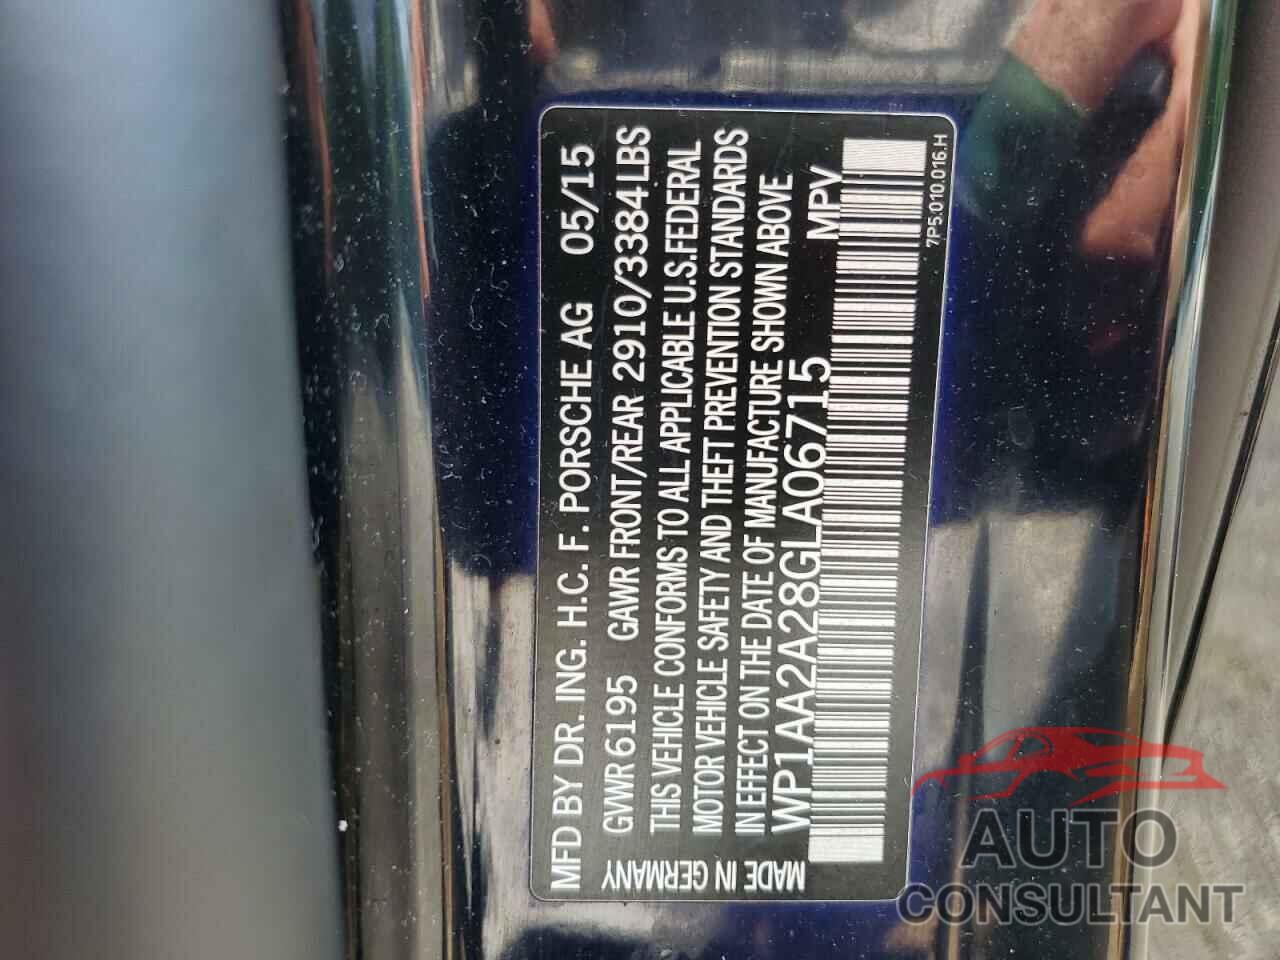 MFD BY DR. ING. H.C. F. PORSCHE AG 05/15
GVWR 6195 GAWR FRONT/REAR 2910/3384 LBS
THIS VEHICLE CONFORMS TO ALL APPLICABLE U.S.FEDERAL
MOTOR VEHICLE SAFETY AND THEFT PREVENTION STANDARDS
IN EFFECT ON THE DATE OF MANUFACTURE SHOWN ABOVE
WP1AA2A28GLA06715 MPV
MADE IN GERMANY
7P5.010.016.H
AUTO
CONSULTANT